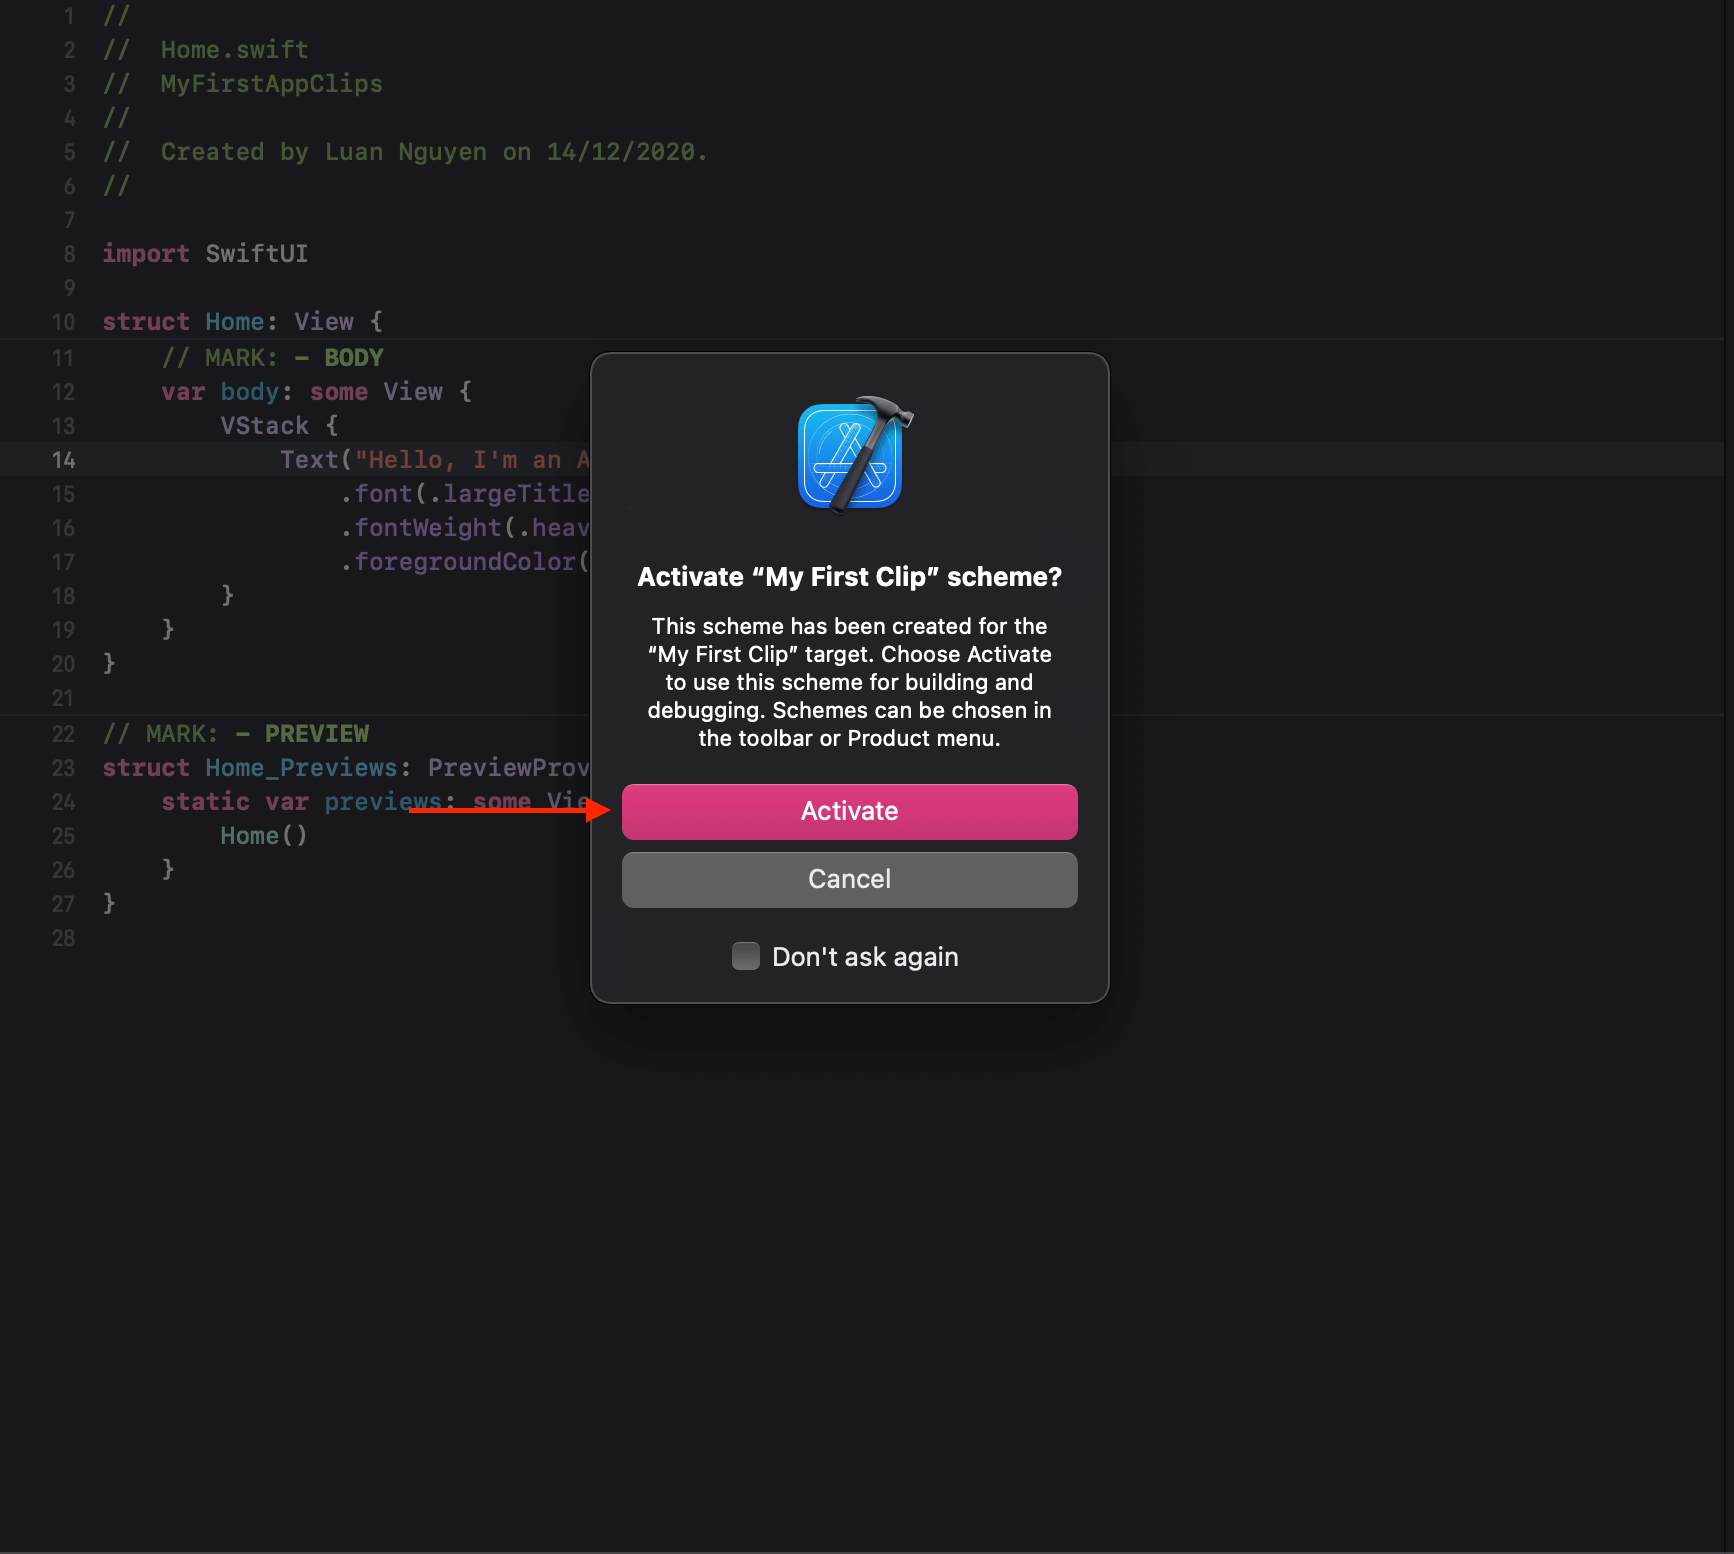 1 //
2 // Home.swift
3 // MyFirstAppClips
4 //
5 // Created by Luan Nguyen on 14/12/2020.
6 //
7
8 import SwiftUI
9
10 struct Home: View {
11 // MARK: - BODY
12 var body: some View {
13 VStack {
14 Text("Hello, I'm an A
15 .font(.largeTitle
16 .fontWeight(.heav
17 .foregroundColor(
18 }
19 }
20 }
21
22 // MARK: - PREVIEW
23 struct Home_Previews: PreviewProv
24 static var previews: some Vie
25 Home()
26 }
27 }
28
Activate “My First Clip” scheme?
This scheme has been created for the
“My First Clip” target. Choose Activate
to use this scheme for building and
debugging. Schemes can be chosen in
the toolbar or Product menu.
Activate
Cancel
Don't ask again